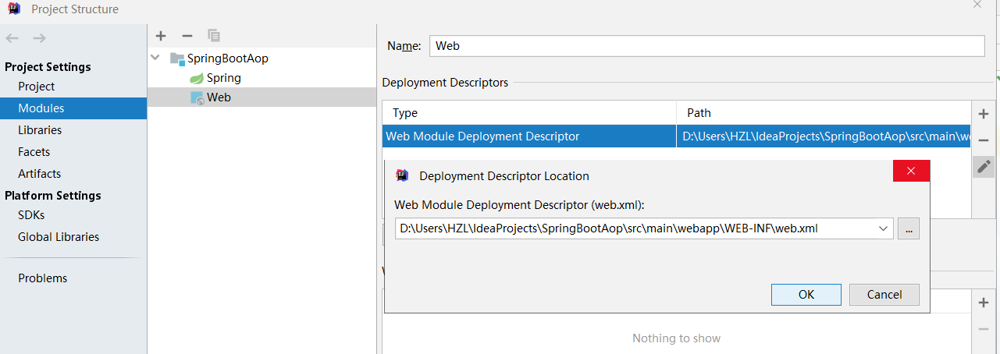 Project Structure
Project Settings
Project
Modules
Libraries
Facets
Artifacts
Platform Settings
SDKs
Global Libraries
Problems
SpringBootAop
Spring
Web
Name: Web
Deployment Descriptors
Type Path
Web Module Deployment Descriptor D:\Users\HZL\IdeaProjects\SpringBootAop\src\main\we
Deployment Descriptor Location
Web Module Deployment Descriptor (web.xml):
D:\Users\HZL\IdeaProjects\SpringBootAop\src\main\webapp\WEB-INF\web.xml ...
OK Cancel
Nothing to show